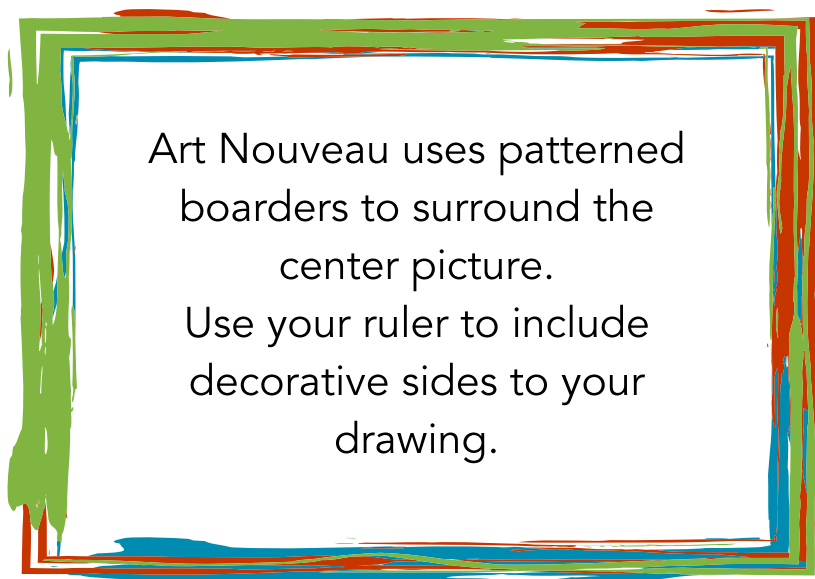 Art Nouveau uses patterned
boarders to surround the
center picture.
Use your ruler to include
decorative sides to your
drawing.